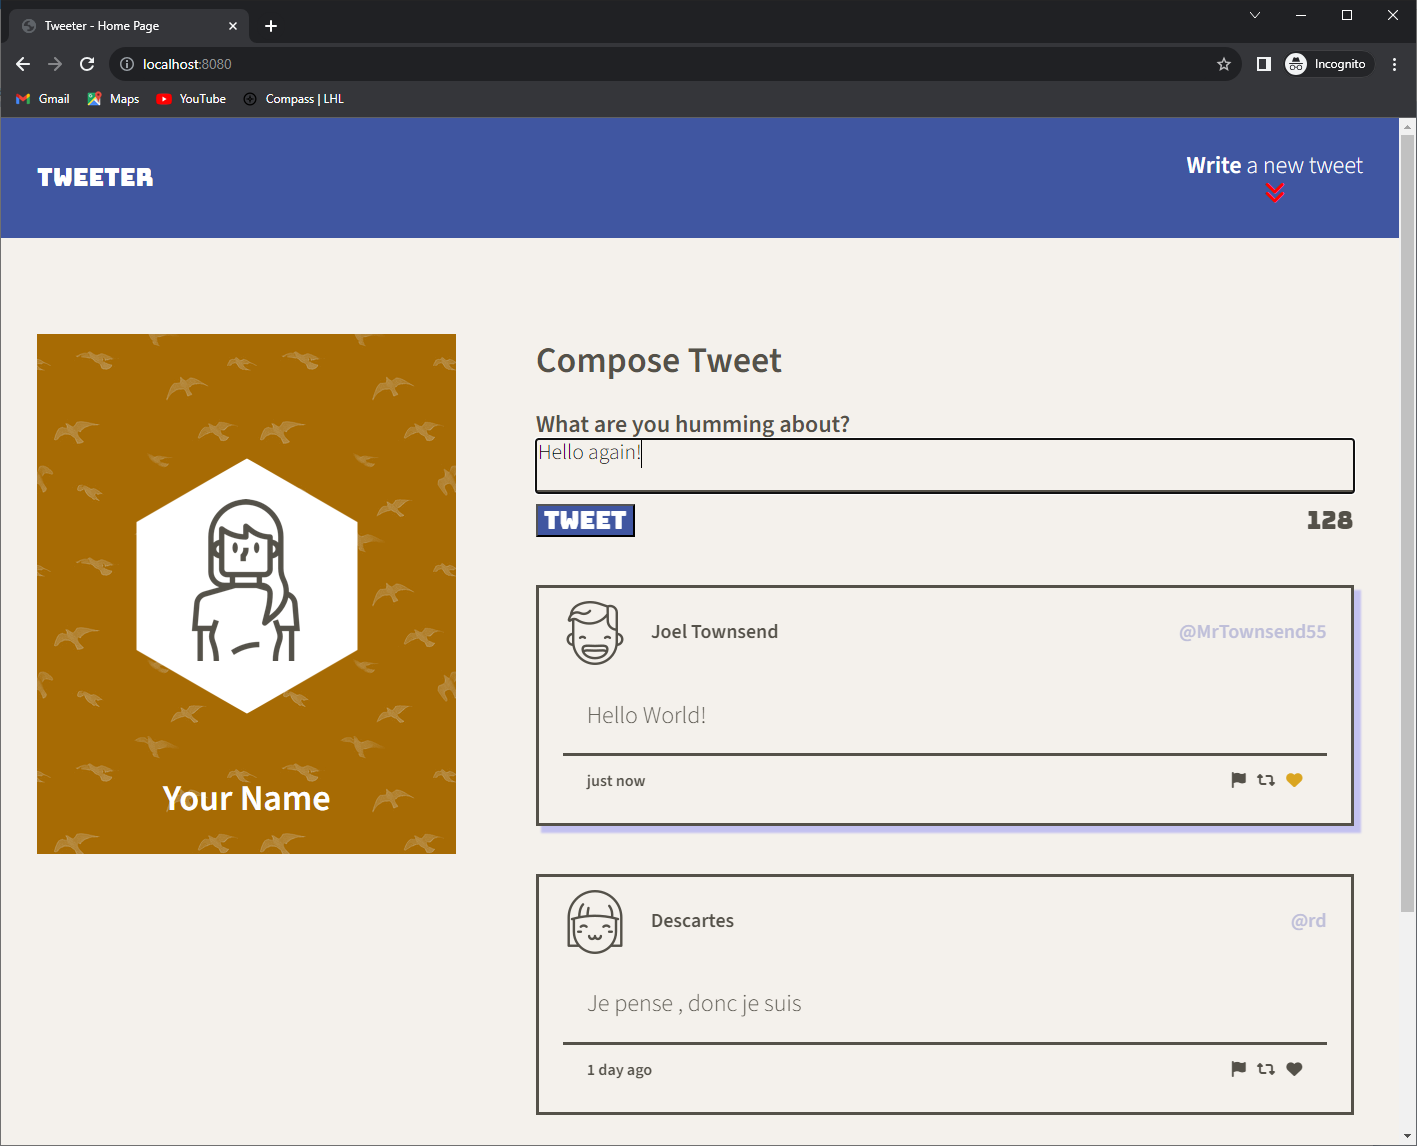 Tweeter - Home Page
localhost:8080
Incognito
Gmail
Maps
YouTube
Compass | LHL
TWEETER
Write a new tweet
Your Name
Compose Tweet
What are you humming about?
Hello again!
TWEET
128
Joel Townsend
@MrTownsend55
Hello World!
just now
Descartes
@rd
Je pense , donc je suis
1 day ago